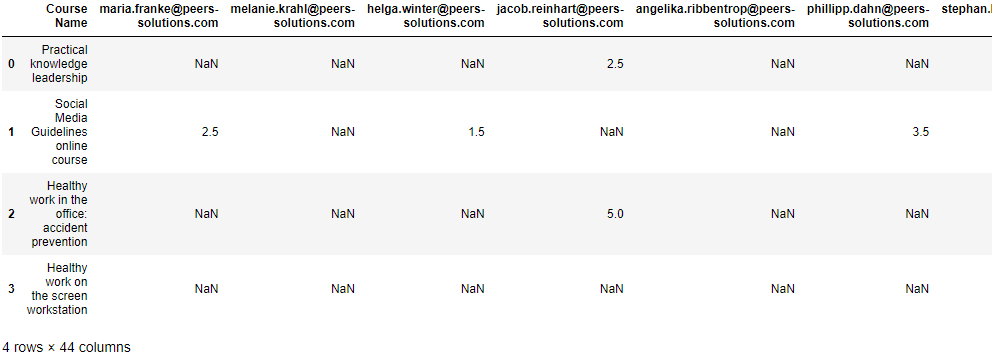 Course Name maria.franke@peers-solutions.com melanie.krahl@peers-solutions.com helga.winter@peers-solutions.com jacob.reinhart@peers-solutions.com angelika.ribbentrop@peers-solutions.com phillipp.dahn@peers-solutions.com stephan.
0 Practical knowledge leadership NaN NaN NaN 2.5 NaN NaN
1 Social Media Guidelines online course 2.5 NaN 1.5 NaN NaN 3.5
2 Healthy work in the office: accident prevention NaN NaN NaN 5.0 NaN NaN
3 Healthy work on the screen workstation NaN NaN NaN NaN NaN NaN
4 rows × 44 columns